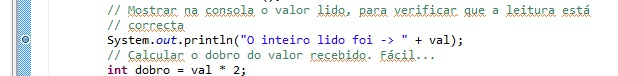 // Mostrar na consola o valor lido, para verificar que a leitura está
// correcta
System.out.println("O inteiro lido foi -> " + val);
// Calcular o dobro do valor recebido. Fácil...
int dobro = val * 2;